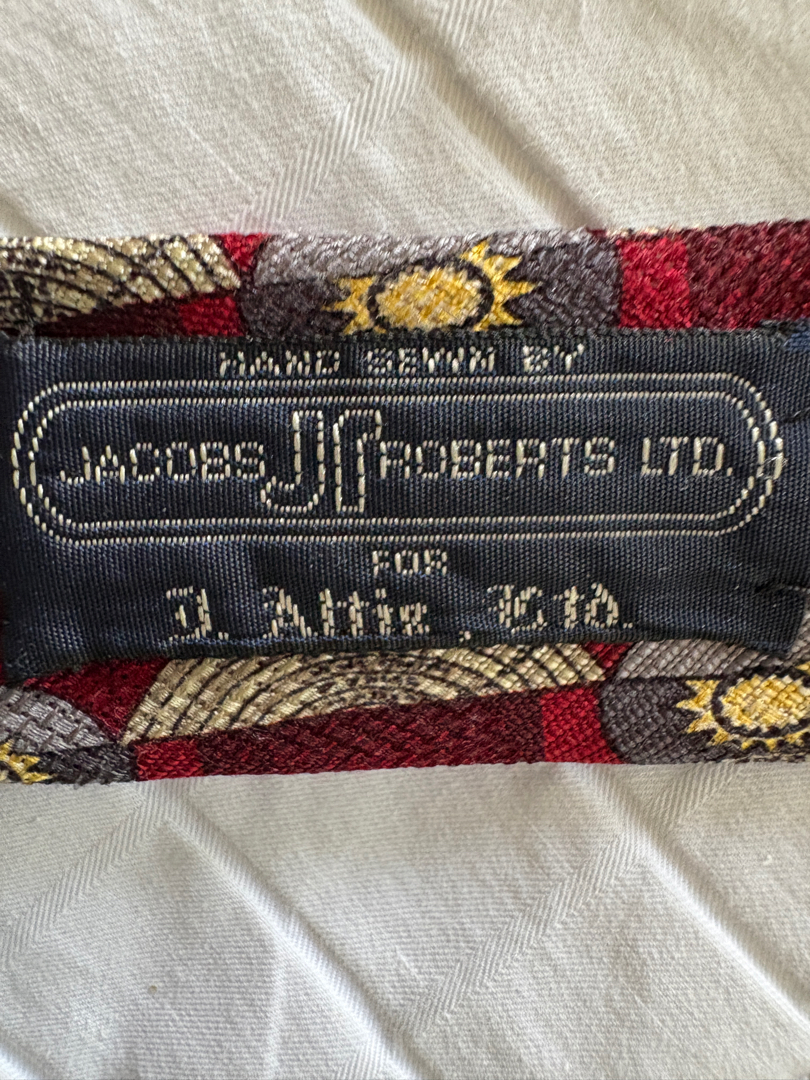 HAND SEWN BY
JACOBS JR ROBERTS LTD.
FOR
J. Attie, Ltd.